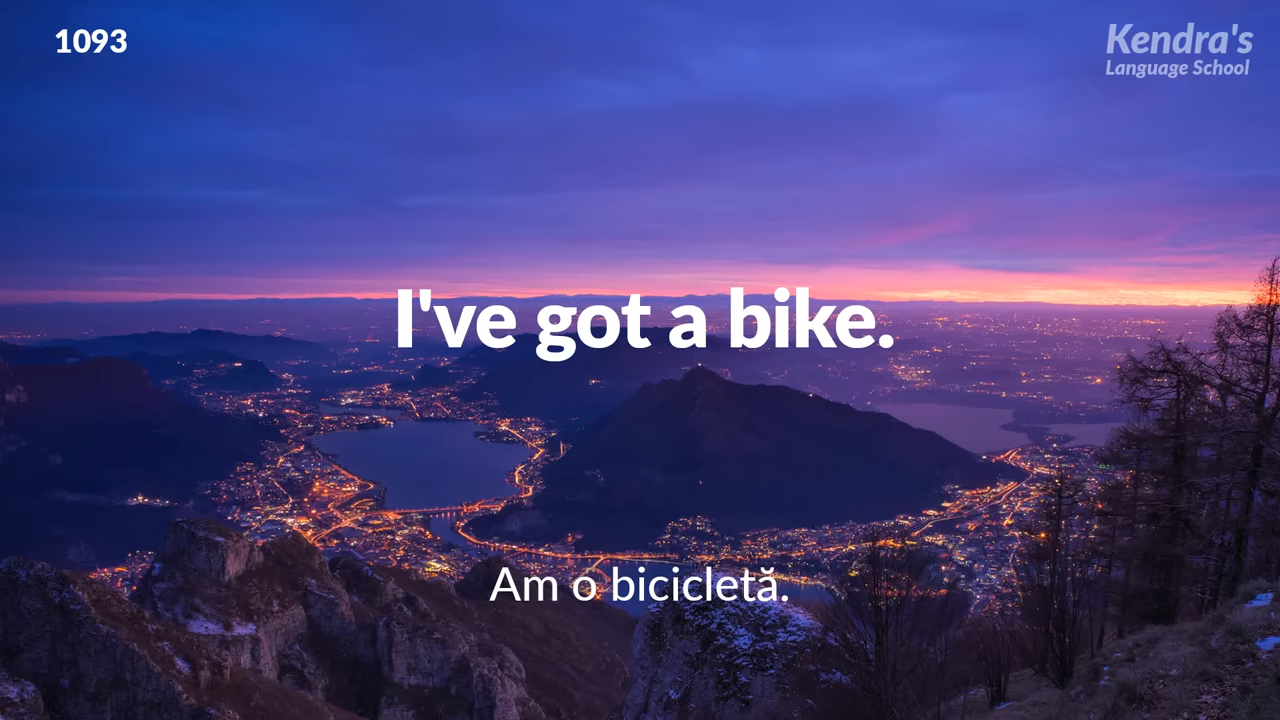 1093
Kendra's
Language School
I've got a bike.
Am o bicicletă.